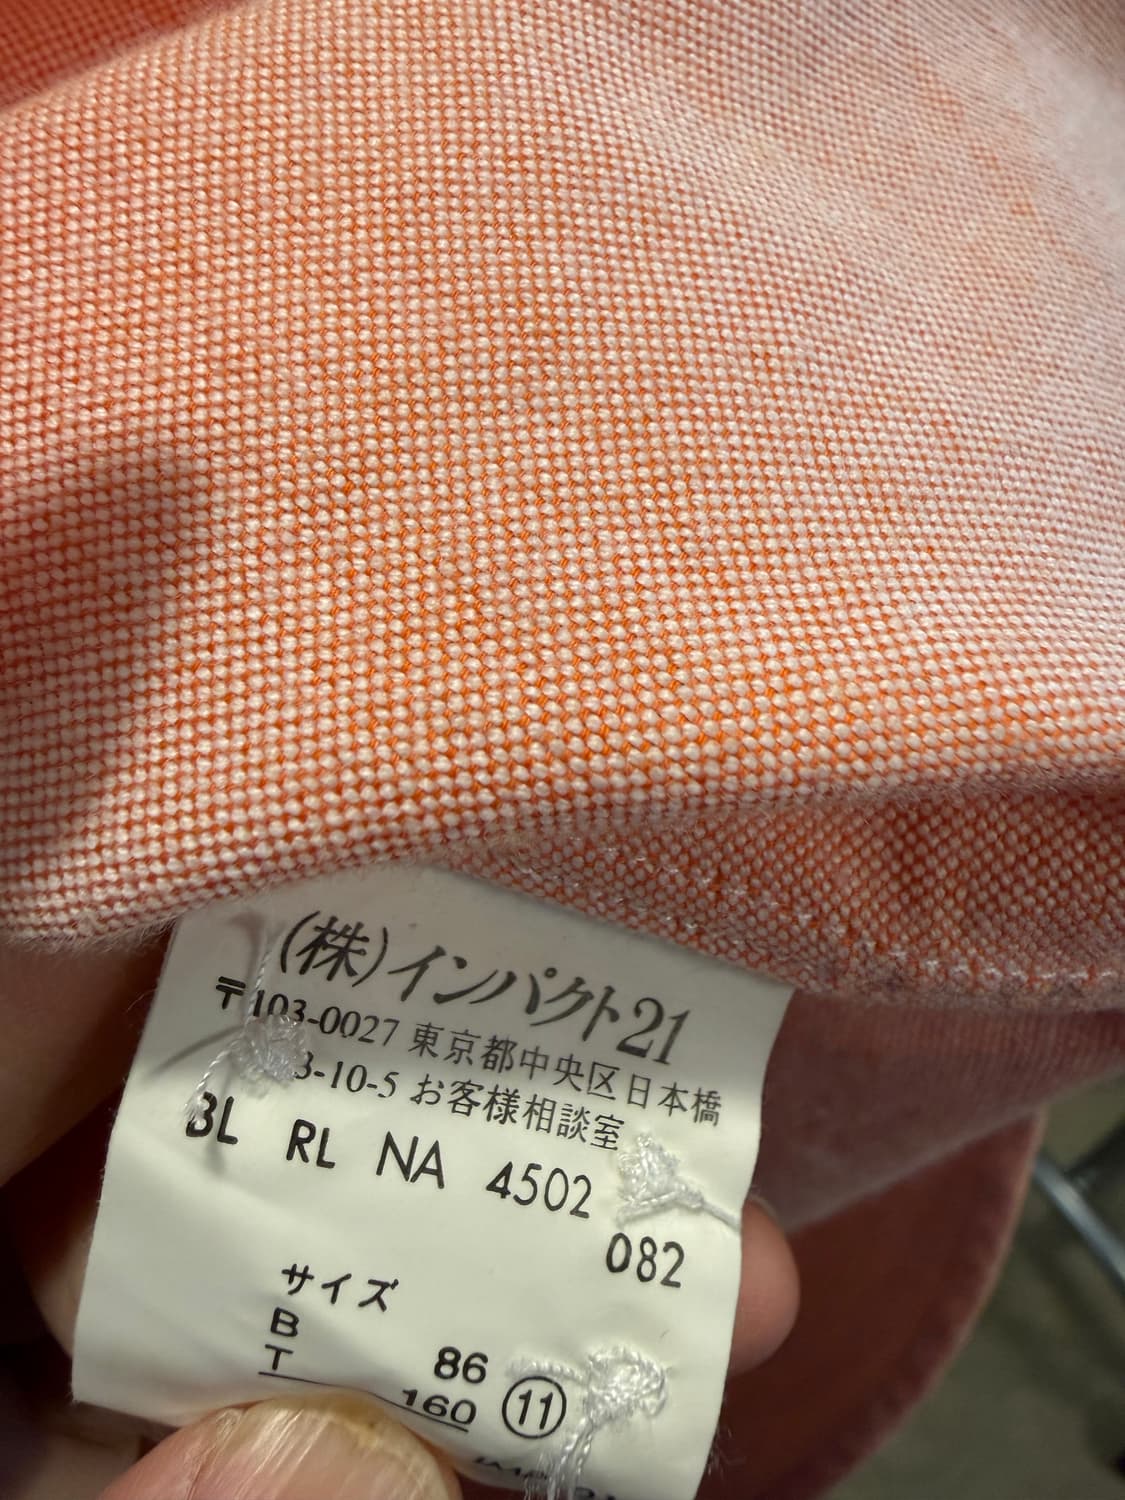 (株)インパクト21
〒103-0027 東京都中央区日本橋
3-10-5 お客様相談室
BL RL NA 4502
082
サイズ
B 86
T 160 ⑪